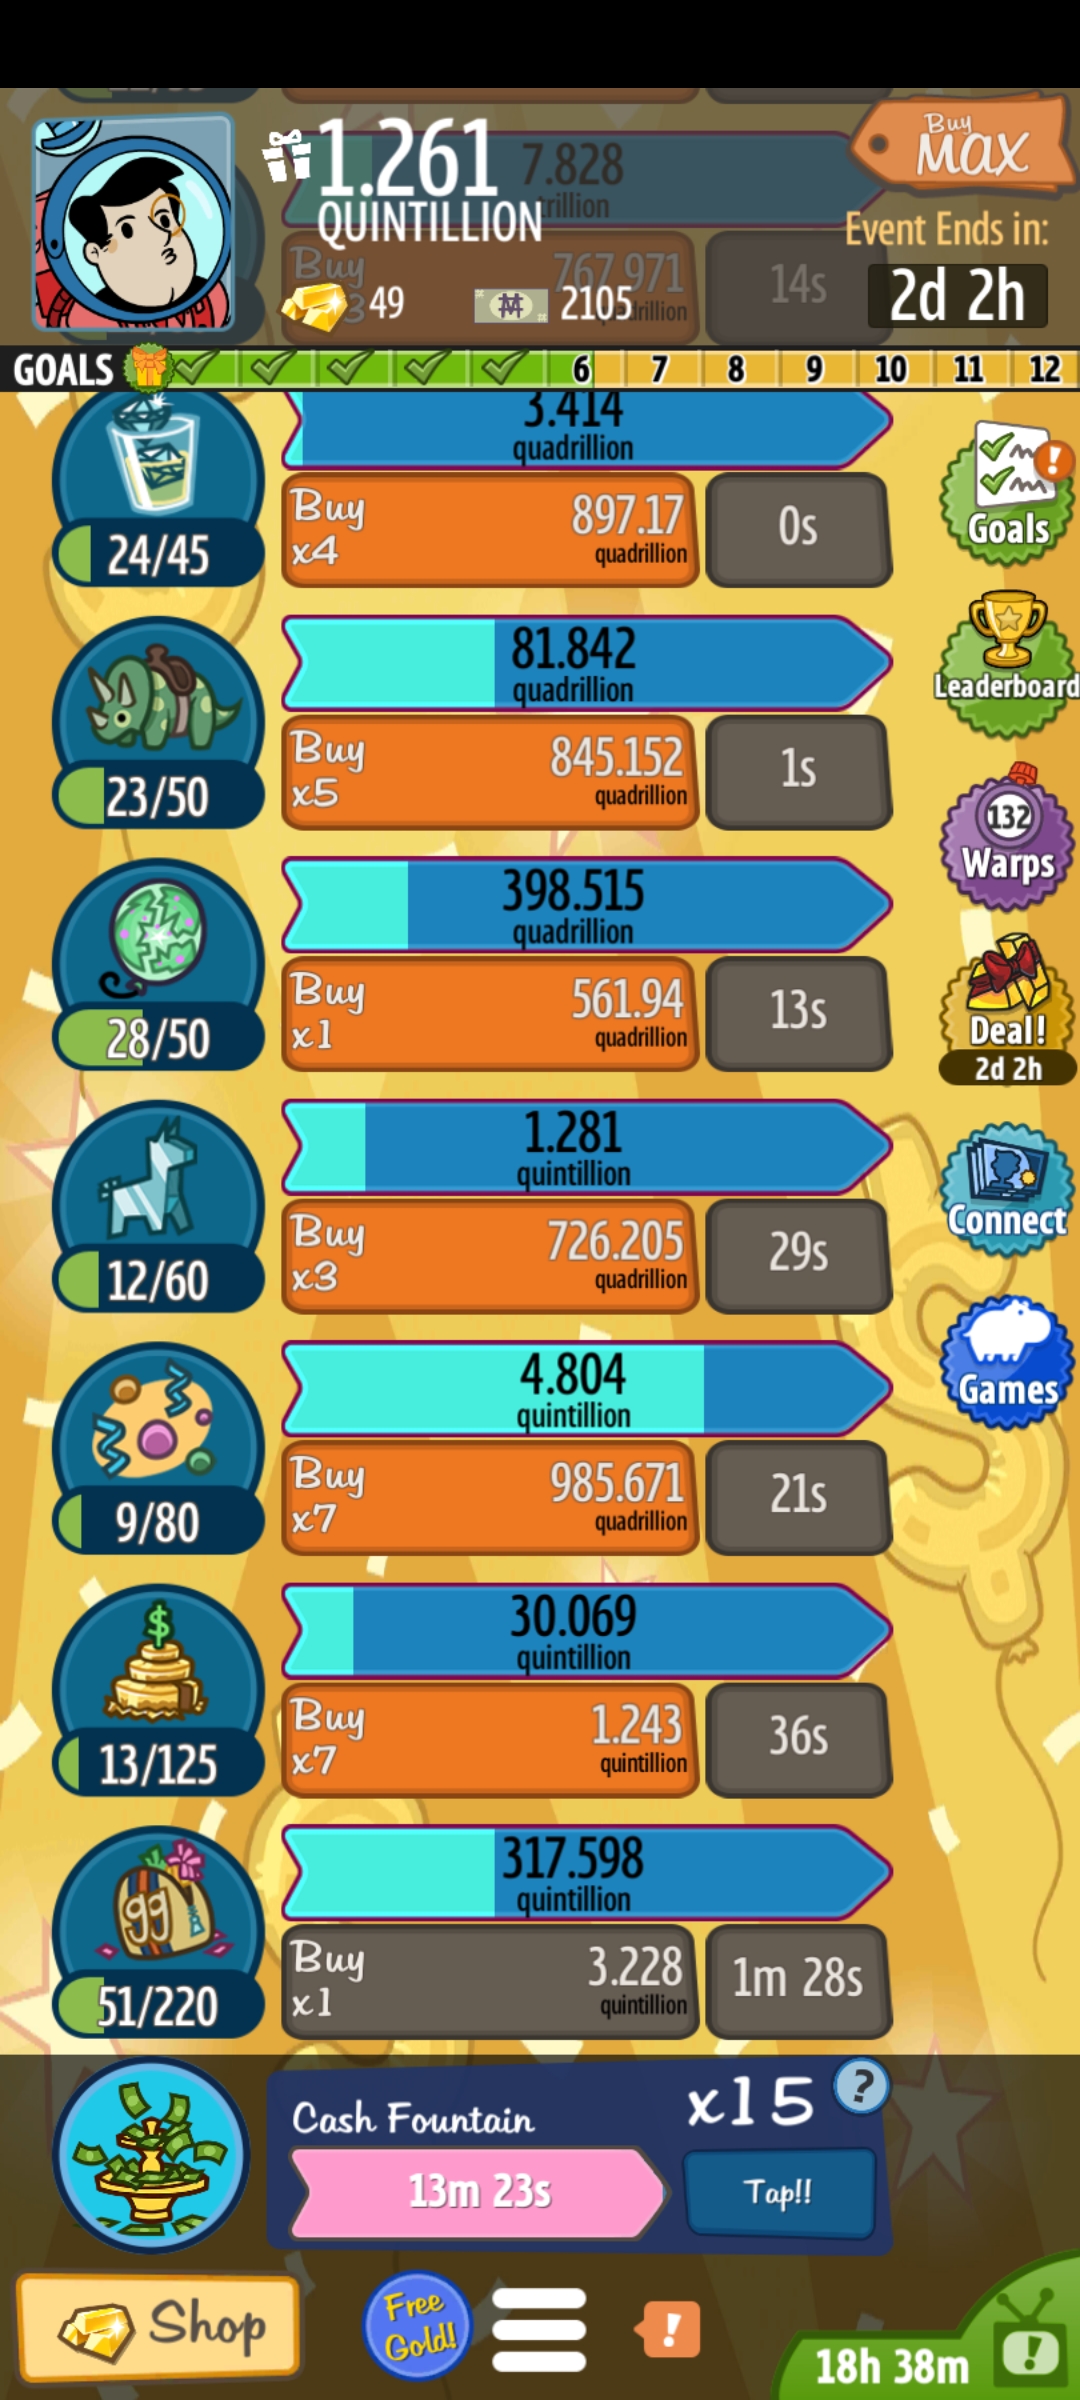 1.261
QUINTILLION
7.828
trillion
Buy
MAX
Event Ends in:
2d 2h
Buy
767.971
14s
49
2105
GOALS
6 7 8 9 10 11 12
3.414
quadrillion
24/45
Buy
x4
897.17
quadrillion
0s
Goals
81.842
quadrillion
23/50
Buy
x5
845.152
quadrillion
1s
Leaderboard
398.515
quadrillion
28/50
Buy
x1
561.94
quadrillion
13s
132
Warps
Deal!
2d 2h
1.281
quintillion
12/60
Buy
x3
726.205
quadrillion
29s
Connect
4.804
quintillion
9/80
Buy
x7
985.671
quadrillion
21s
Games
$
30.069
quintillion
13/125
Buy
x7
1.243
quintillion
36s
gg
317.598
quintillion
51/220
Buy
x1
3.228
quintillion
1m 28s
Cash Fountain
x15
?
13m 23s
Tap!!
Shop
Free
Gold!
!
18h 38m
!